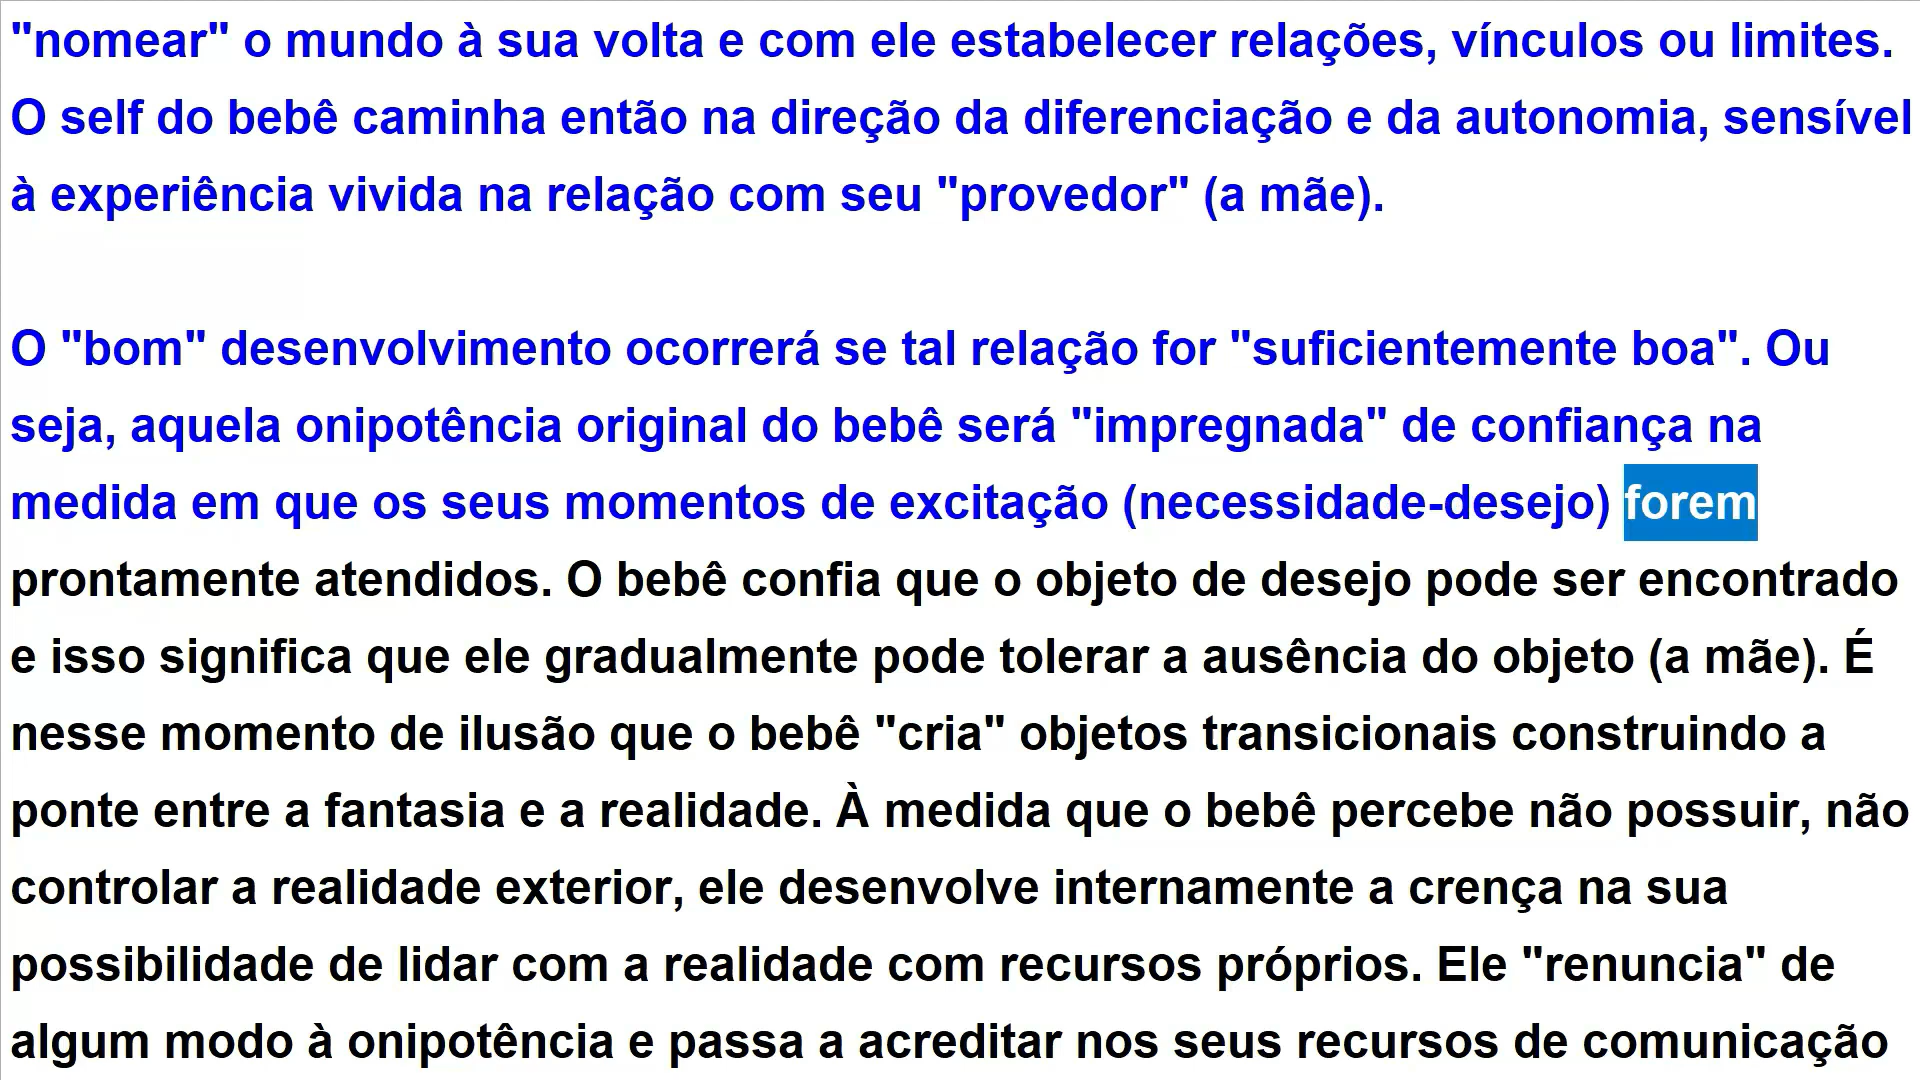 "nomear" o mundo à sua volta e com ele estabelecer relações, vínculos ou limites.
O self do bebê caminha então na direção da diferenciação e da autonomia, sensível
à experiência vivida na relação com seu "provedor" (a mãe).
O "bom" desenvolvimento ocorrerá se tal relação for "suficientemente boa". Ou
seja, aquela onipotência original do bebê será "impregnada" de confiança na
medida em que os seus momentos de excitação (necessidade-desejo) forem
prontamente atendidos. O bebê confia que o objeto de desejo pode ser encontrado
e isso significa que ele gradualmente pode tolerar a ausência do objeto (a mãe). É
nesse momento de ilusão que o bebê "cria" objetos transicionais construindo a
ponte entre a fantasia e a realidade. À medida que o bebê percebe não possuir, não
controlar a realidade exterior, ele desenvolve internamente a crença na sua
possibilidade de lidar com a realidade com recursos próprios. Ele "renuncia" de
algum modo à onipotência e passa a acreditar nos seus recursos de comunicação